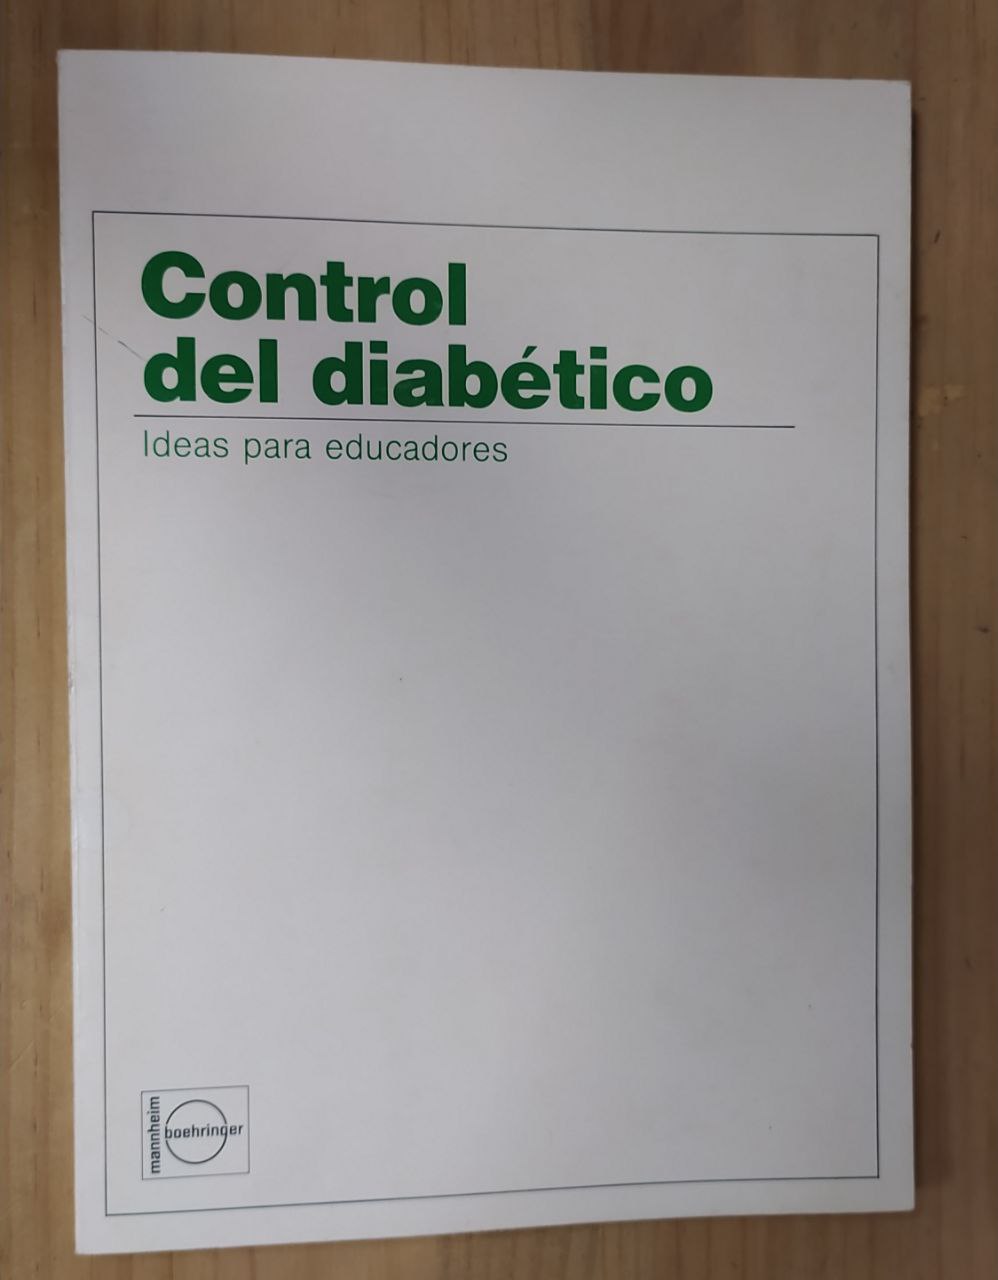 Control
del diabético
Ideas para educadores
mannheim
boehringer